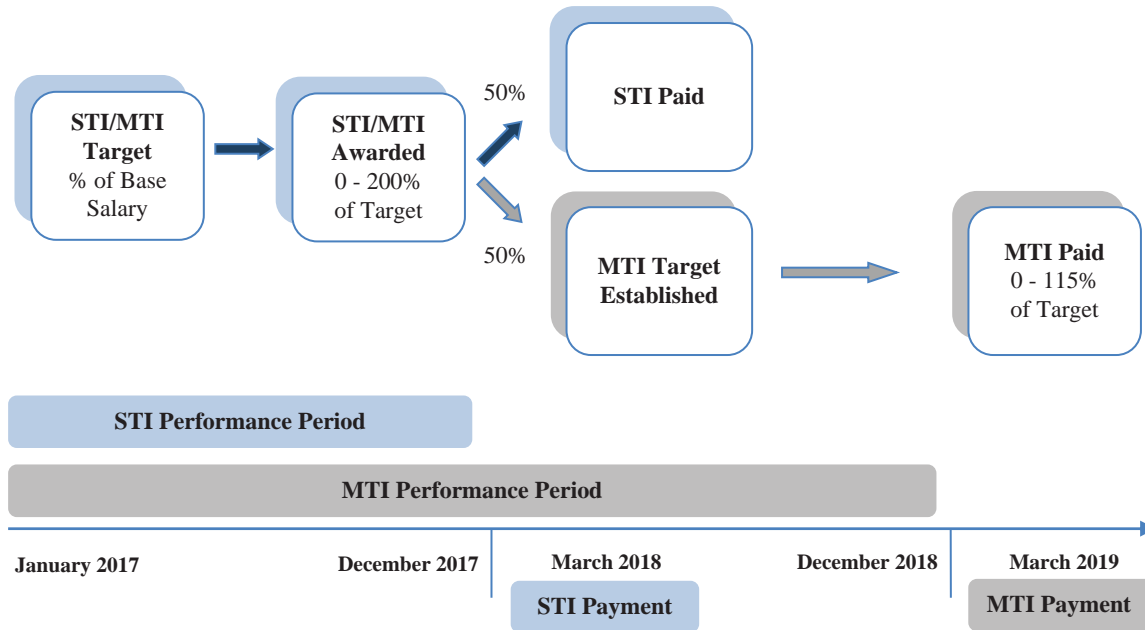 STI/MTI
Target
% of Base
Salary
STI/MTI
Awarded
0 - 200%
of Target
50%
STI Paid
50%
MTI Target
Established
MTI Paid
0 - 115%
of Target
STI Performance Period
MTI Performance Period
January 2017
December 2017
March 2018
December 2018
March 2019
STI Payment
MTI Payment